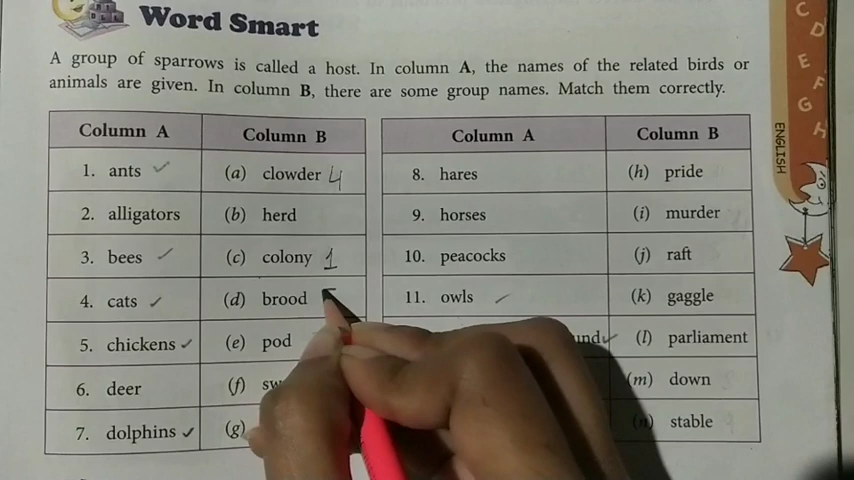 Word Smart
A group of sparrows is called a host. In column A, the names of the related birds or
animals are given. In column B, there are some group names. Match them correctly.
Column A Column B Column A Column B
1. ants (a) clowder 4 8. hares (h) pride
2. alligators (b) herd 9. horses (i) murder
3. bees (c) colony 1 10. peacocks (j) raft
4. cats (d) brood 11. owls (k) gaggle
5. chickens (e) pod (l) parliament
6. deer (f) (m) down
7. dolphins (g) (n) stable
C
D
E
F
G
H
ENGLISH